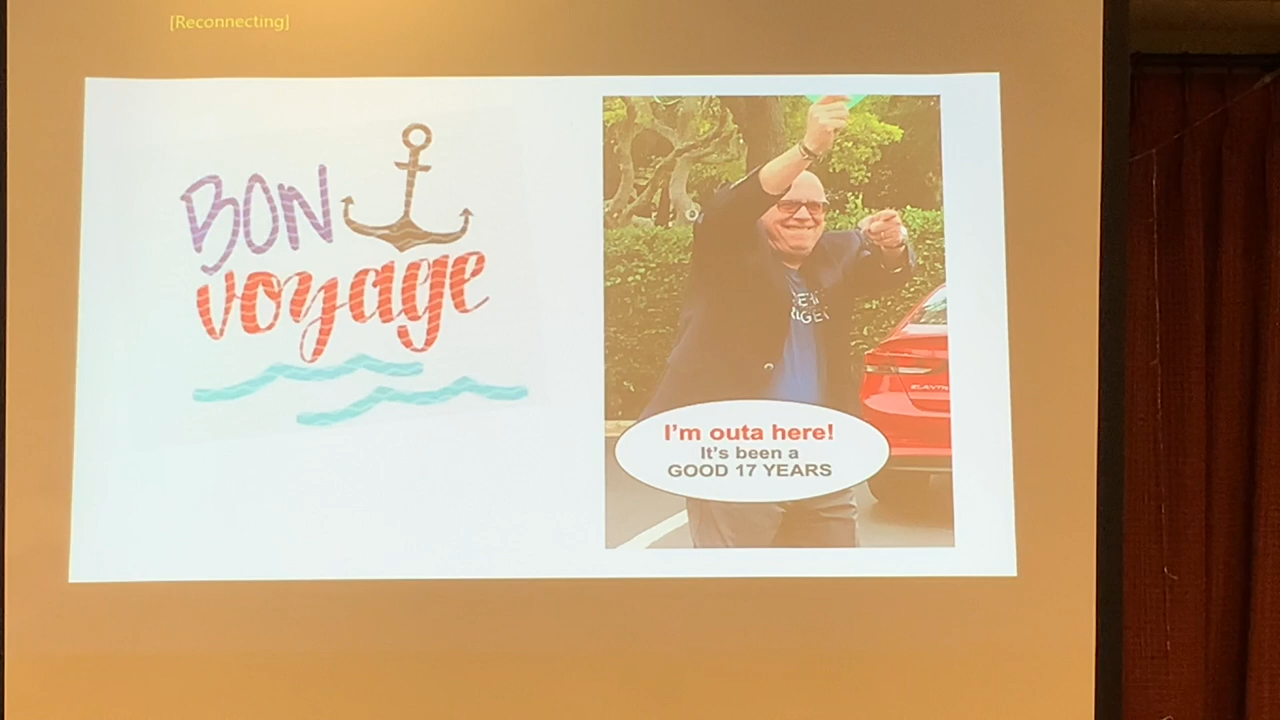 [Reconnecting]
BON
voyage
I'm outa here!
It's been a
GOOD 17 YEARS